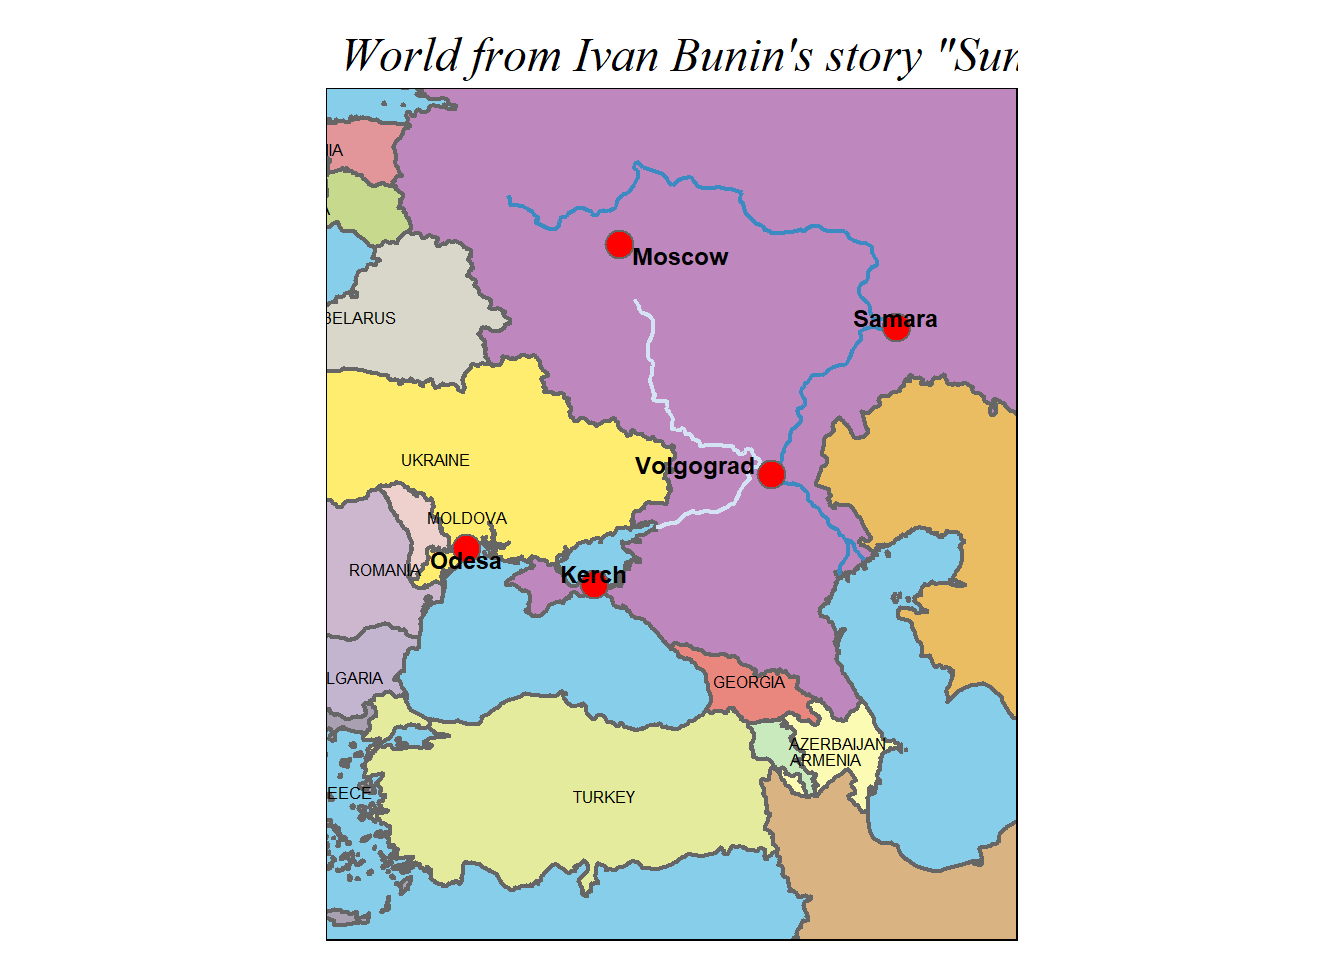 World from Ivan Bunin's story "Sun
IA
A
Moscow
BELARUS
Samara
UKRAINE
Volgograd
MOLDOVA
Odesa
ROMANIA
Kerch
LGARIA
GEORGIA
AZERBAIJAN
ARMENIA
EECE
TURKEY